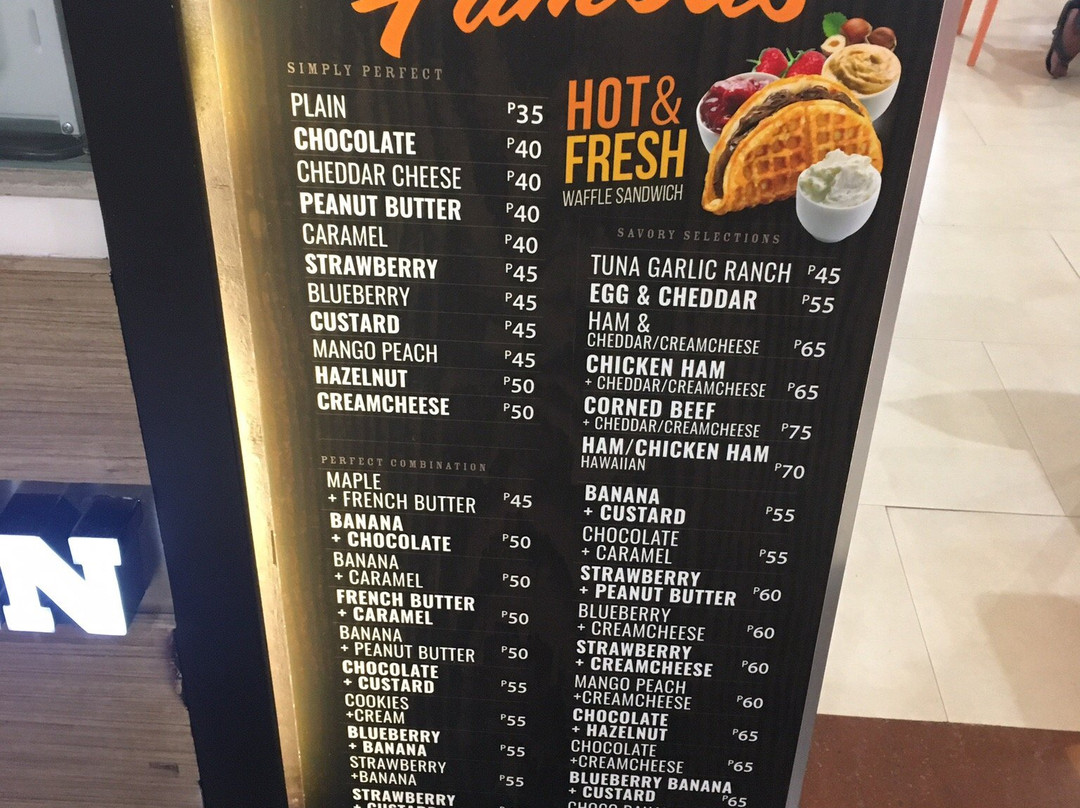 Famous
SIMPLY PERFECT
PLAIN ₱35
CHOCOLATE ₱40
CHEDDAR CHEESE ₱40
PEANUT BUTTER ₱40
CARAMEL ₱40
STRAWBERRY ₱45
BLUEBERRY ₱45
CUSTARD ₱45
MANGO PEACH ₱45
HAZELNUT ₱50
CREAMCHEESE ₱50
PERFECT COMBINATION
MAPLE
+ FRENCH BUTTER ₱45
BANANA
+ CHOCOLATE ₱50
BANANA
+ CARAMEL ₱50
FRENCH BUTTER
+ CARAMEL ₱50
BANANA
+ PEANUT BUTTER ₱50
CHOCOLATE
+ CUSTARD ₱55
COOKIES
+CREAM ₱55
BLUEBERRY
+ BANANA ₱55
STRAWBERRY
+BANANA ₱55
STRAWBERRY
HOT&
FRESH
WAFFLE SANDWICH
SAVORY SELECTIONS
TUNA GARLIC RANCH ₱45
EGG & CHEDDAR ₱55
HAM &
CHEDDAR/CREAMCHEESE ₱65
CHICKEN HAM
+ CHEDDAR/CREAMCHEESE ₱65
CORNED BEEF
+ CHEDDAR/CREAMCHEESE ₱75
HAM/CHICKEN HAM
HAWAIIAN ₱70
BANANA
+ CUSTARD ₱55
CHOCOLATE
+ CARAMEL ₱55
STRAWBERRY
+ PEANUT BUTTER ₱60
BLUEBERRY
+ CREAMCHEESE ₱60
STRAWBERRY
+ CREAMCHEESE ₱60
MANGO PEACH
+CREAMCHEESE ₱60
CHOCOLATE
+ HAZELNUT ₱65
CHOCOLATE
+CREAMCHEESE ₱65
BLUEBERRY BANANA
+ CUSTARD ₱65
N